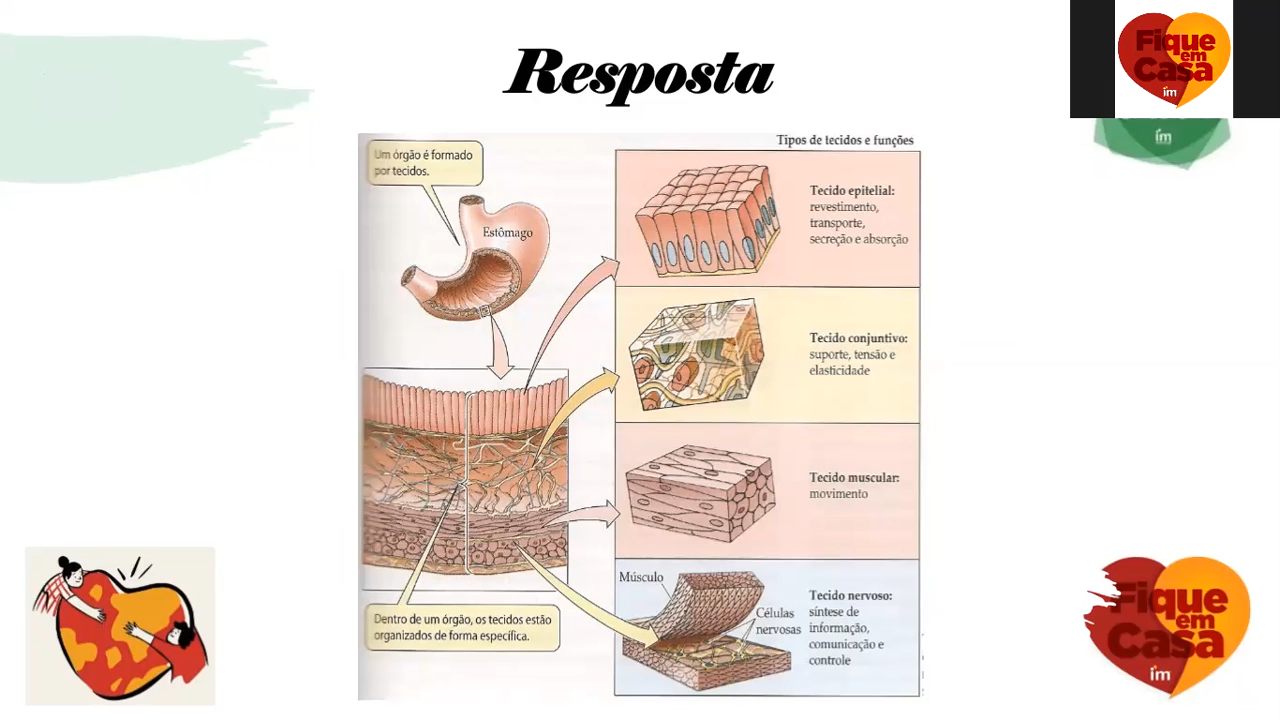 Resposta
Fique
em
Casa
ím
ím
Tipos de tecidos e funções
Um órgão é formado
por tecidos.
Estômago
Tecido epitelial:
revestimento,
transporte,
secreção e absorção
Tecido conjuntivo:
suporte, tensão e
elasticidade
Tecido muscular:
movimento
Músculo
Células
nervosas
Tecido nervoso:
síntese de
informação,
comunicação e
controle
Dentro de um órgão, os tecidos estão
organizados de forma específica.
Fique
em
Casa
ím